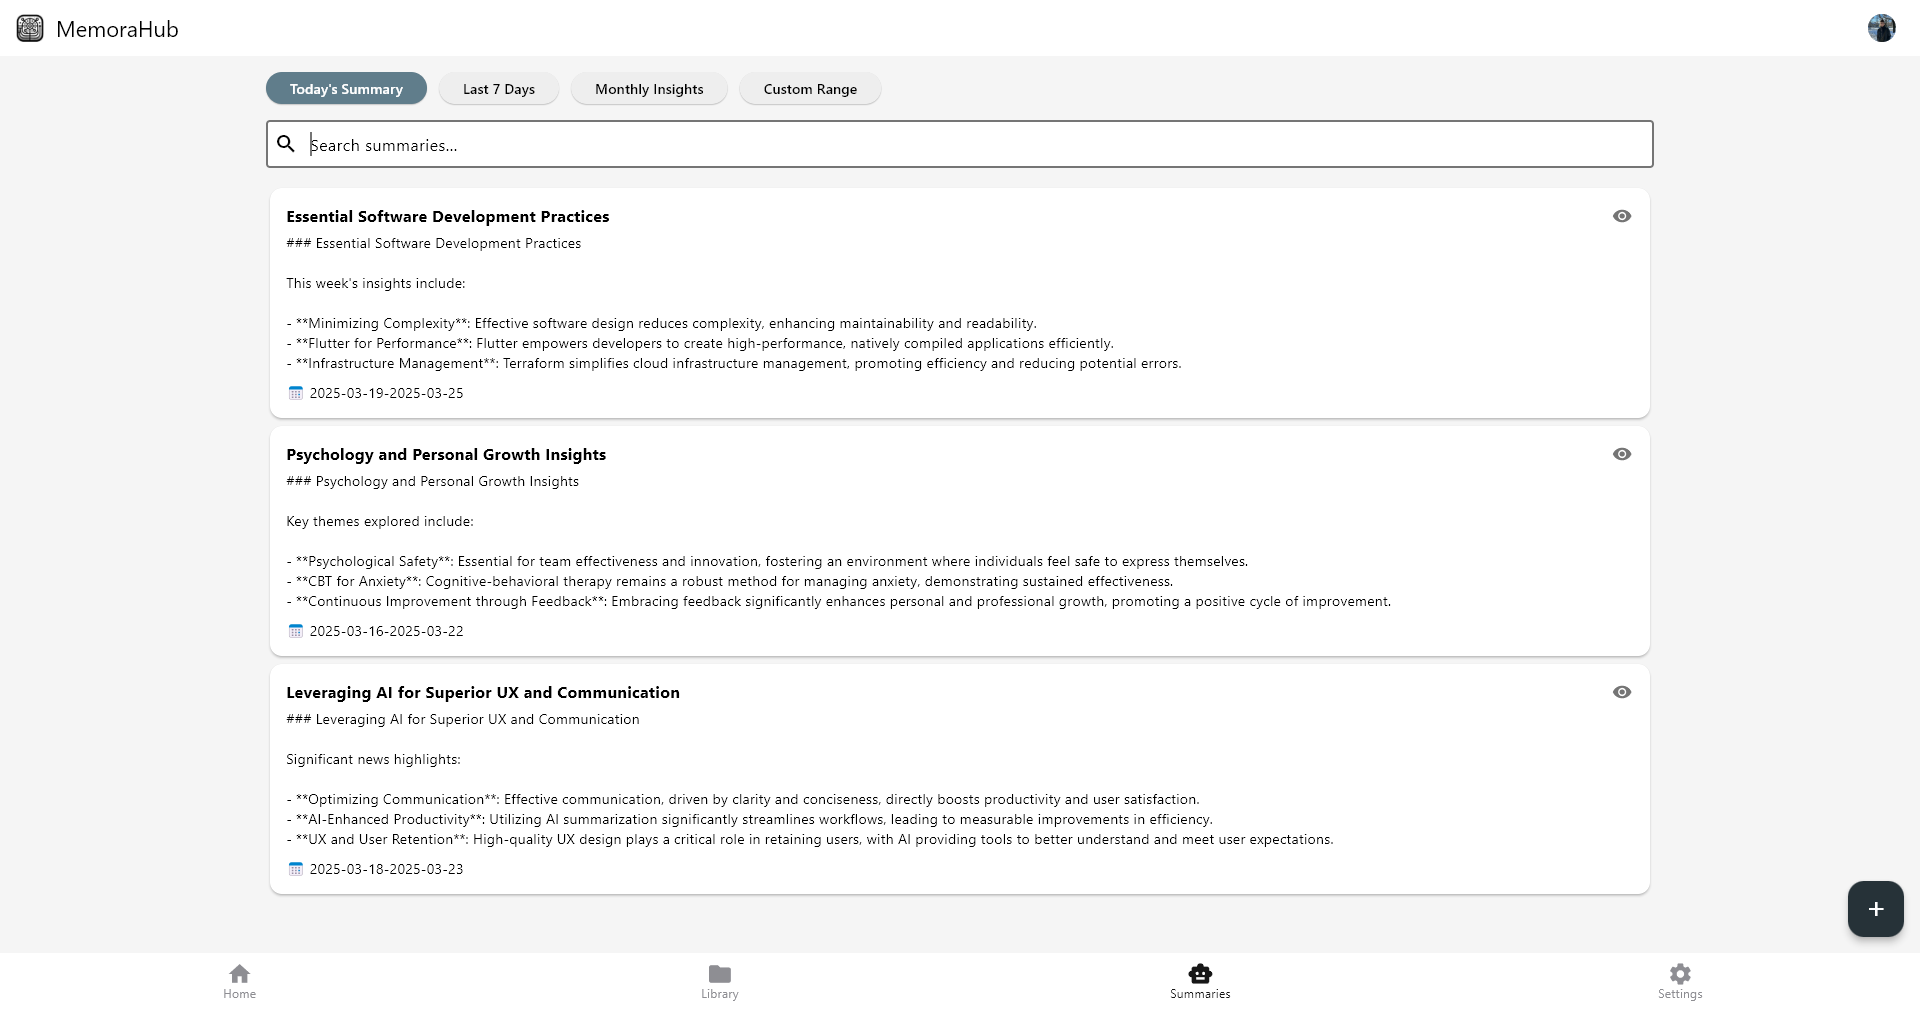 MemoraHub
Today's Summary
Last 7 Days
Monthly Insights
Custom Range
Search summaries...
Essential Software Development Practices
### Essential Software Development Practices
This week's insights include:
- **Minimizing Complexity**: Effective software design reduces complexity, enhancing maintainability and readability.
- **Flutter for Performance**: Flutter empowers developers to create high-performance, natively compiled applications efficiently.
- **Infrastructure Management**: Terraform simplifies cloud infrastructure management, promoting efficiency and reducing potential errors.
2025-03-19-2025-03-25
Psychology and Personal Growth Insights
### Psychology and Personal Growth Insights
Key themes explored include:
- **Psychological Safety**: Essential for team effectiveness and innovation, fostering an environment where individuals feel safe to express themselves.
- **CBT for Anxiety**: Cognitive-behavioral therapy remains a robust method for managing anxiety, demonstrating sustained effectiveness.
- **Continuous Improvement through Feedback**: Embracing feedback significantly enhances personal and professional growth, promoting a positive cycle of improvement.
2025-03-16-2025-03-22
Leveraging AI for Superior UX and Communication
### Leveraging AI for Superior UX and Communication
Significant news highlights:
- **Optimizing Communication**: Effective communication, driven by clarity and conciseness, directly boosts productivity and user satisfaction.
- **AI-Enhanced Productivity**: Utilizing AI summarization significantly streamlines workflows, leading to measurable improvements in efficiency.
- **UX and User Retention**: High-quality UX design plays a critical role in retaining users, with AI providing tools to better understand and meet user expectations.
2025-03-18-2025-03-23
Home
Library
Summaries
Settings